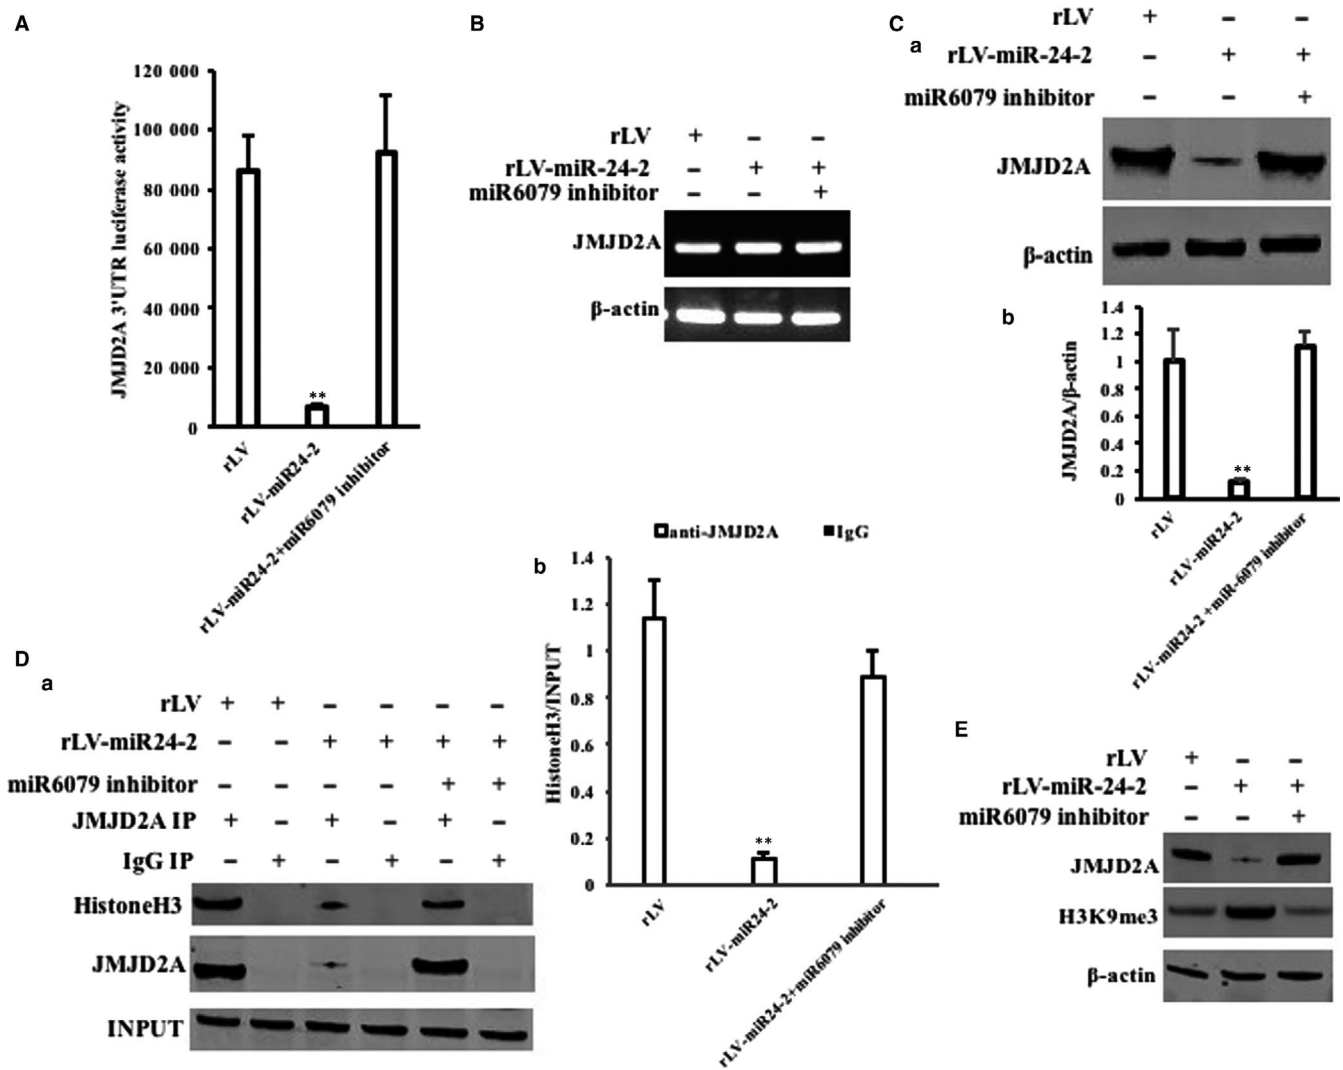 A
JMJD2A 3'UTR luciferase activity
120 000
100 000
80 000
60 000
40 000
20 000
0
**
rLV
rLV-miR24-2
rLV-miR24-2+miR6079 inhibitor
B
rLV + − −
rLV-miR-24-2 − + +
miR6079 inhibitor − − +
JMJD2A
β-actin
C
a
rLV + − −
rLV-miR-24-2 − + +
miR6079 inhibitor − − +
JMJD2A
β-actin
b
JMJD2A/β-actin
1.4
1.2
1
0.8
0.6
0.4
0.2
0
**
rLV
rLV-miR24-2
rLV-miR24-2 +miR-6079 inhibitor
D
a
rLV + + − − − −
rLV-miR24-2 − − + + + +
miR6079 inhibitor − − − − + +
JMJD2A IP + − + − + −
IgG IP − + − + − +
HistoneH3
JMJD2A
INPUT
b
anti-JMJD2A IgG
HistoneH3/INPUT
1.4
1.2
1
0.8
0.6
0.4
0.2
0
**
rLV
rLV-miR24-2
rLV-miR24-2+miR6079 inhibitor
E
rLV + − −
rLV-miR-24-2 − + +
miR6079 inhibitor − − +
JMJD2A
H3K9me3
β-actin